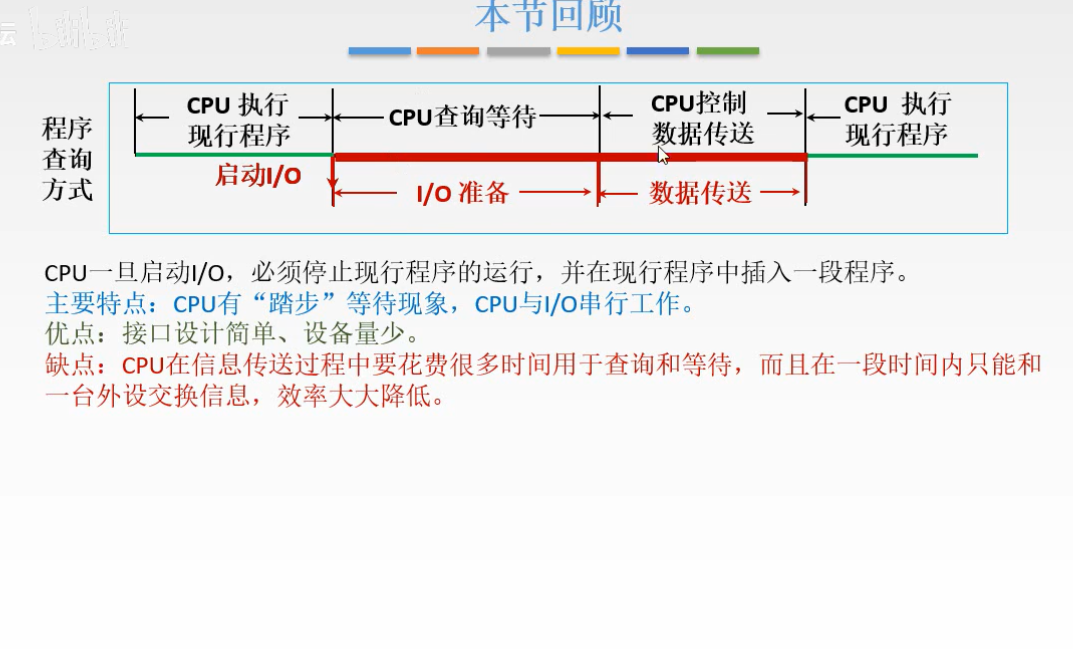 本节回顾
云
程序
查询
方式
CPU 执行
现行程序
CPU查询等待
CPU控制
数据传送
CPU 执行
现行程序
启动I/O
I/O 准备
数据传送
CPU一旦启动I/O，必须停止现行程序的运行，并在现行程序中插入一段程序。
主要特点：CPU有“踏步”等待现象，CPU与I/O串行工作。
优点：接口设计简单、设备量少。
缺点：CPU在信息传送过程中要花费很多时间用于查询和等待，而且在一段时间内只能和
一台外设交换信息，效率大大降低。